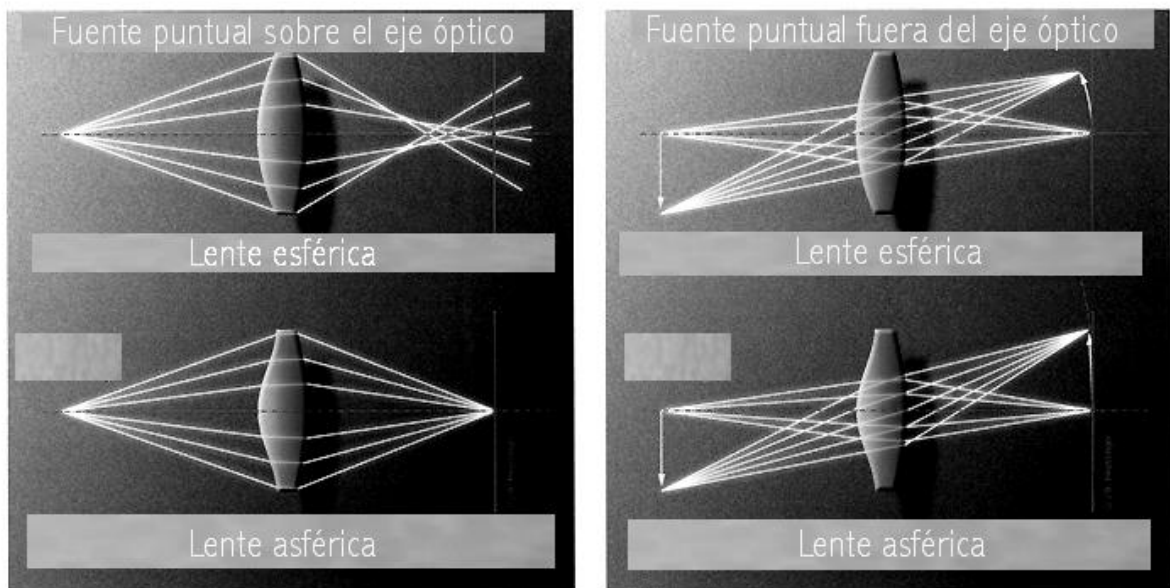 Fuente puntual sobre el eje óptico
Lente esférica
Lente asférica
Fuente puntual fuera del eje óptico
Lente esférica
Lente asférica